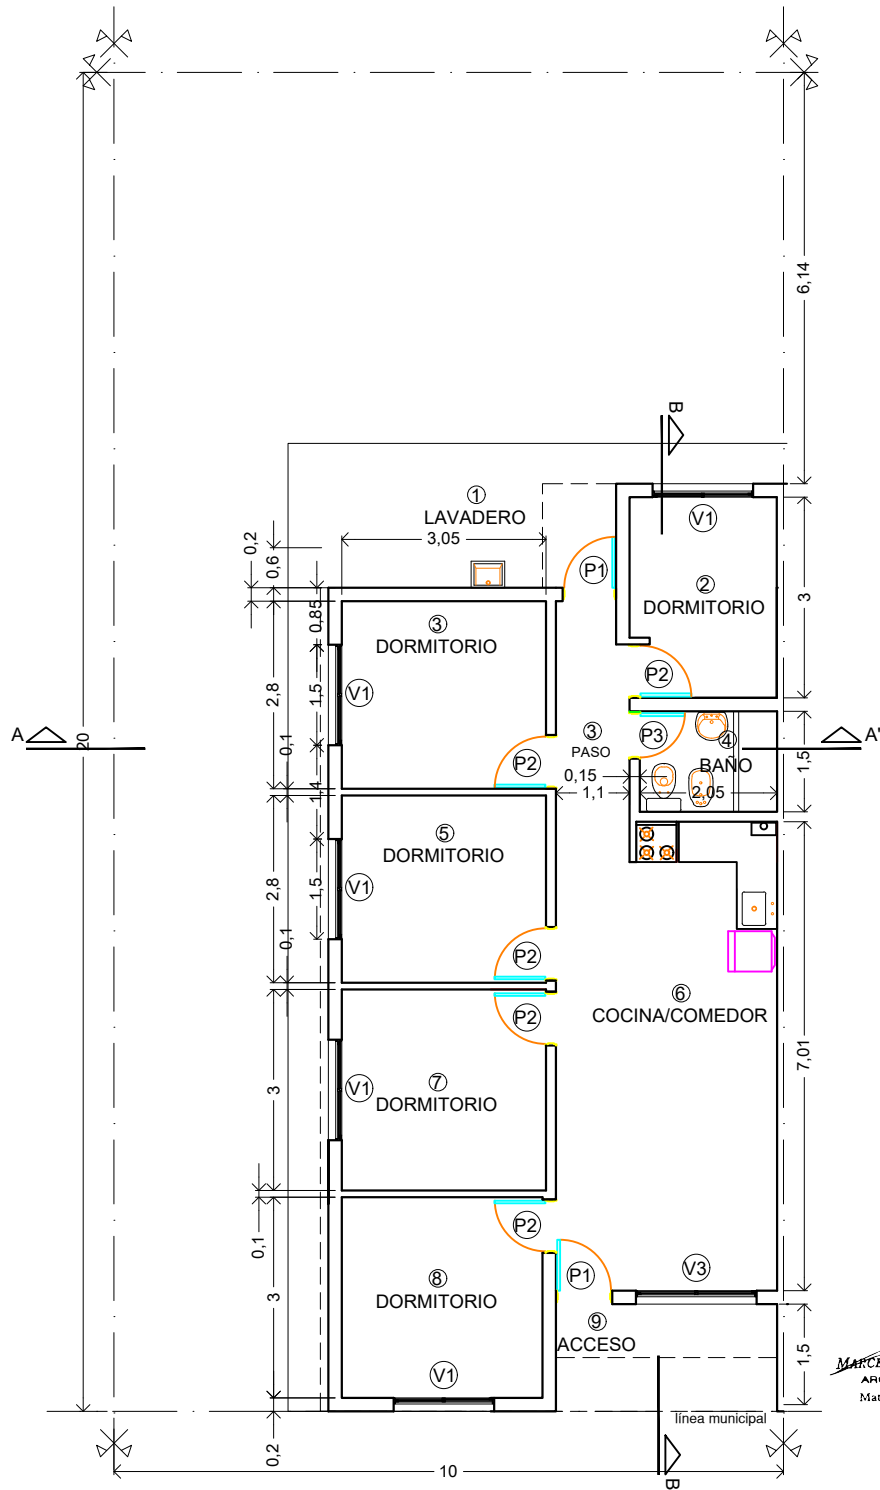 6,14
B
①
LAVADERO
3,05
0,2
0,6
0,85
P1
V1
②
DORMITORIO
3
③
DORMITORIO
2,8
1,5
V1
P2
A
20
0,1
③
PASO
P3
④
BAÑO
A'
1,5
P2
0,15
1,1
2,05
1,4
⑤
DORMITORIO
2,8
1,5
V1
0,1
P2
⑥
COCINA/COMEDOR
P2
7,01
3
V1
⑦
DORMITORIO
0,1
P2
P1
V3
⑧
DORMITORIO
3
⑨
ACCESO
1,5
V1
0,2
línea municipal
B
10